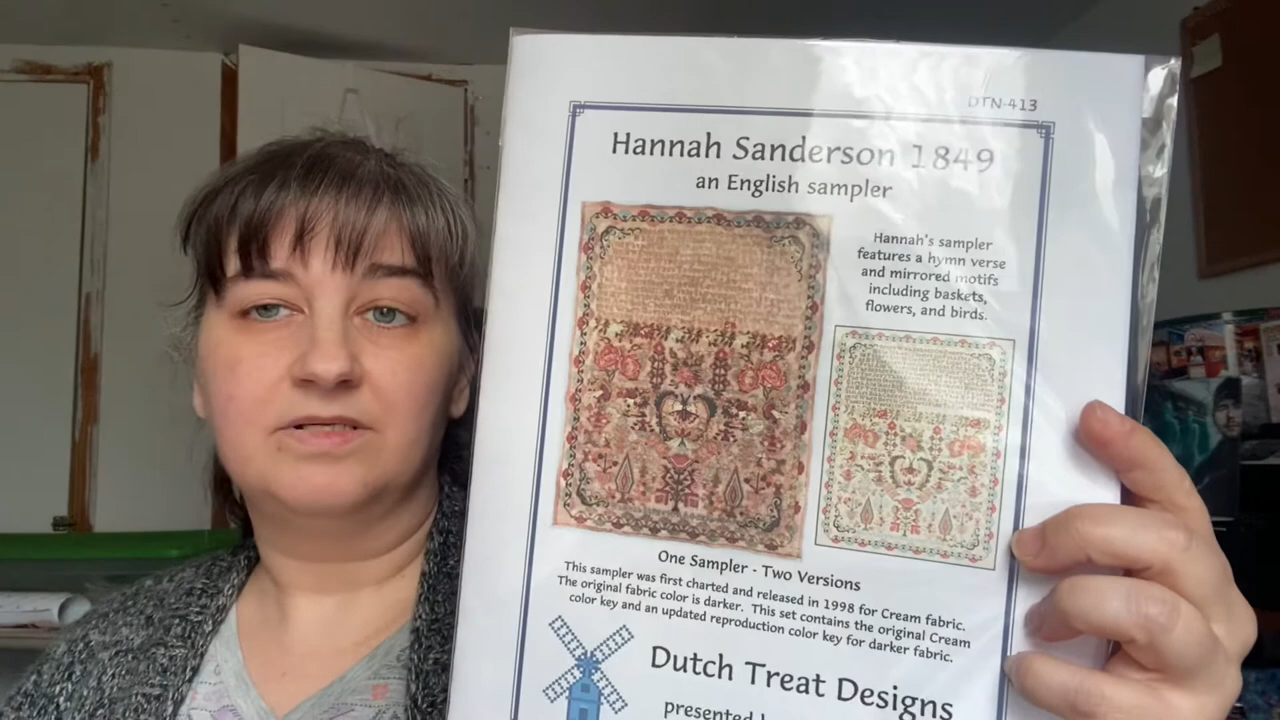 DTN-413
Hannah Sanderson 1849
an English sampler
Hannah's sampler
features a hymn verse
and mirrored motifs
including baskets,
flowers, and birds.
One Sampler - Two Versions
This sampler was first charted and released in 1998 for Cream fabric.
The original fabric color is darker. This set contains the original Cream
color key and an updated reproduction color key for darker fabric.
Dutch Treat Designs
presented